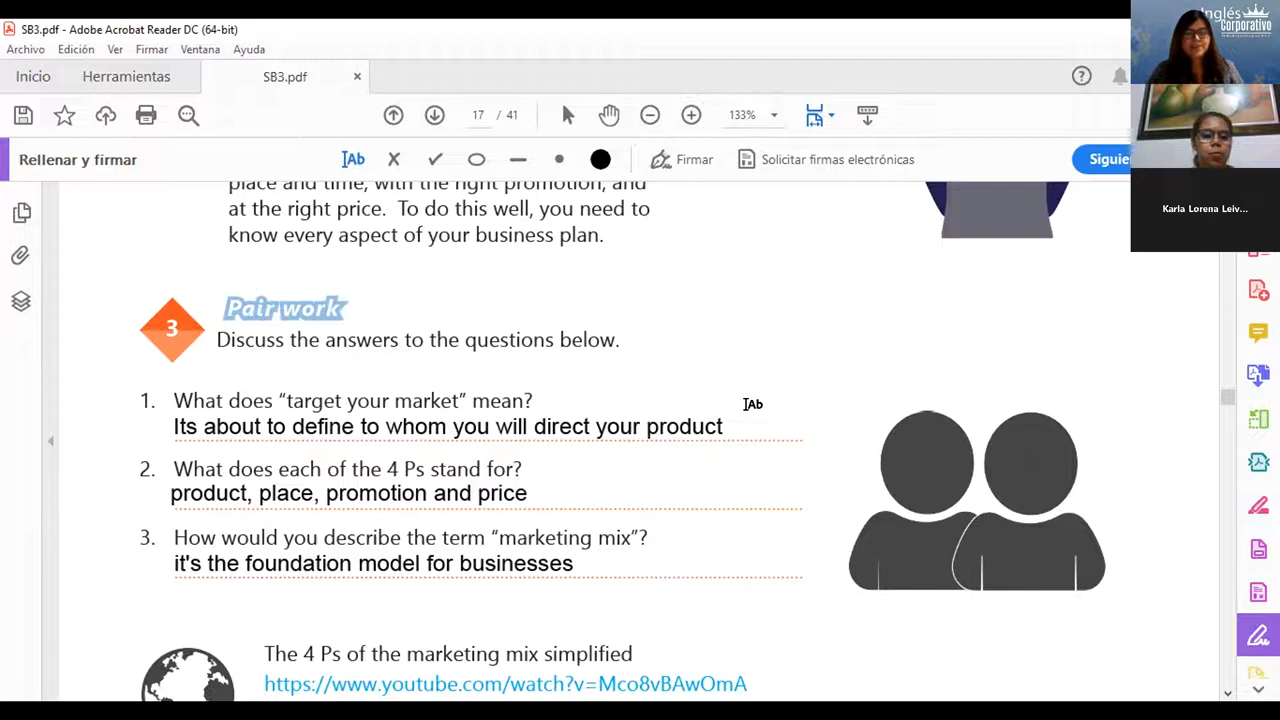 SB3.pdf - Adobe Acrobat Reader DC (64-bit)
Archivo Edición Ver Firmar Ventana Ayuda
Inicio Herramientas SB3.pdf ×
17 / 41 133%
Rellenar y firmar Ab Firmar Solicitar firmas electrónicas Siguie
Inglés
Corporativo
Karla Lorena Leiv...
place and time, with the right promotion, and
at the right price. To do this well, you need to
know every aspect of your business plan.
3 Pair work
Discuss the answers to the questions below.
1. What does “target your market” mean?
Its about to define to whom you will direct your product
Ab
2. What does each of the 4 Ps stand for?
product, place, promotion and price
3. How would you describe the term “marketing mix”?
it's the foundation model for businesses
The 4 Ps of the marketing mix simplified
https://www.youtube.com/watch?v=Mco8vBAwOmA